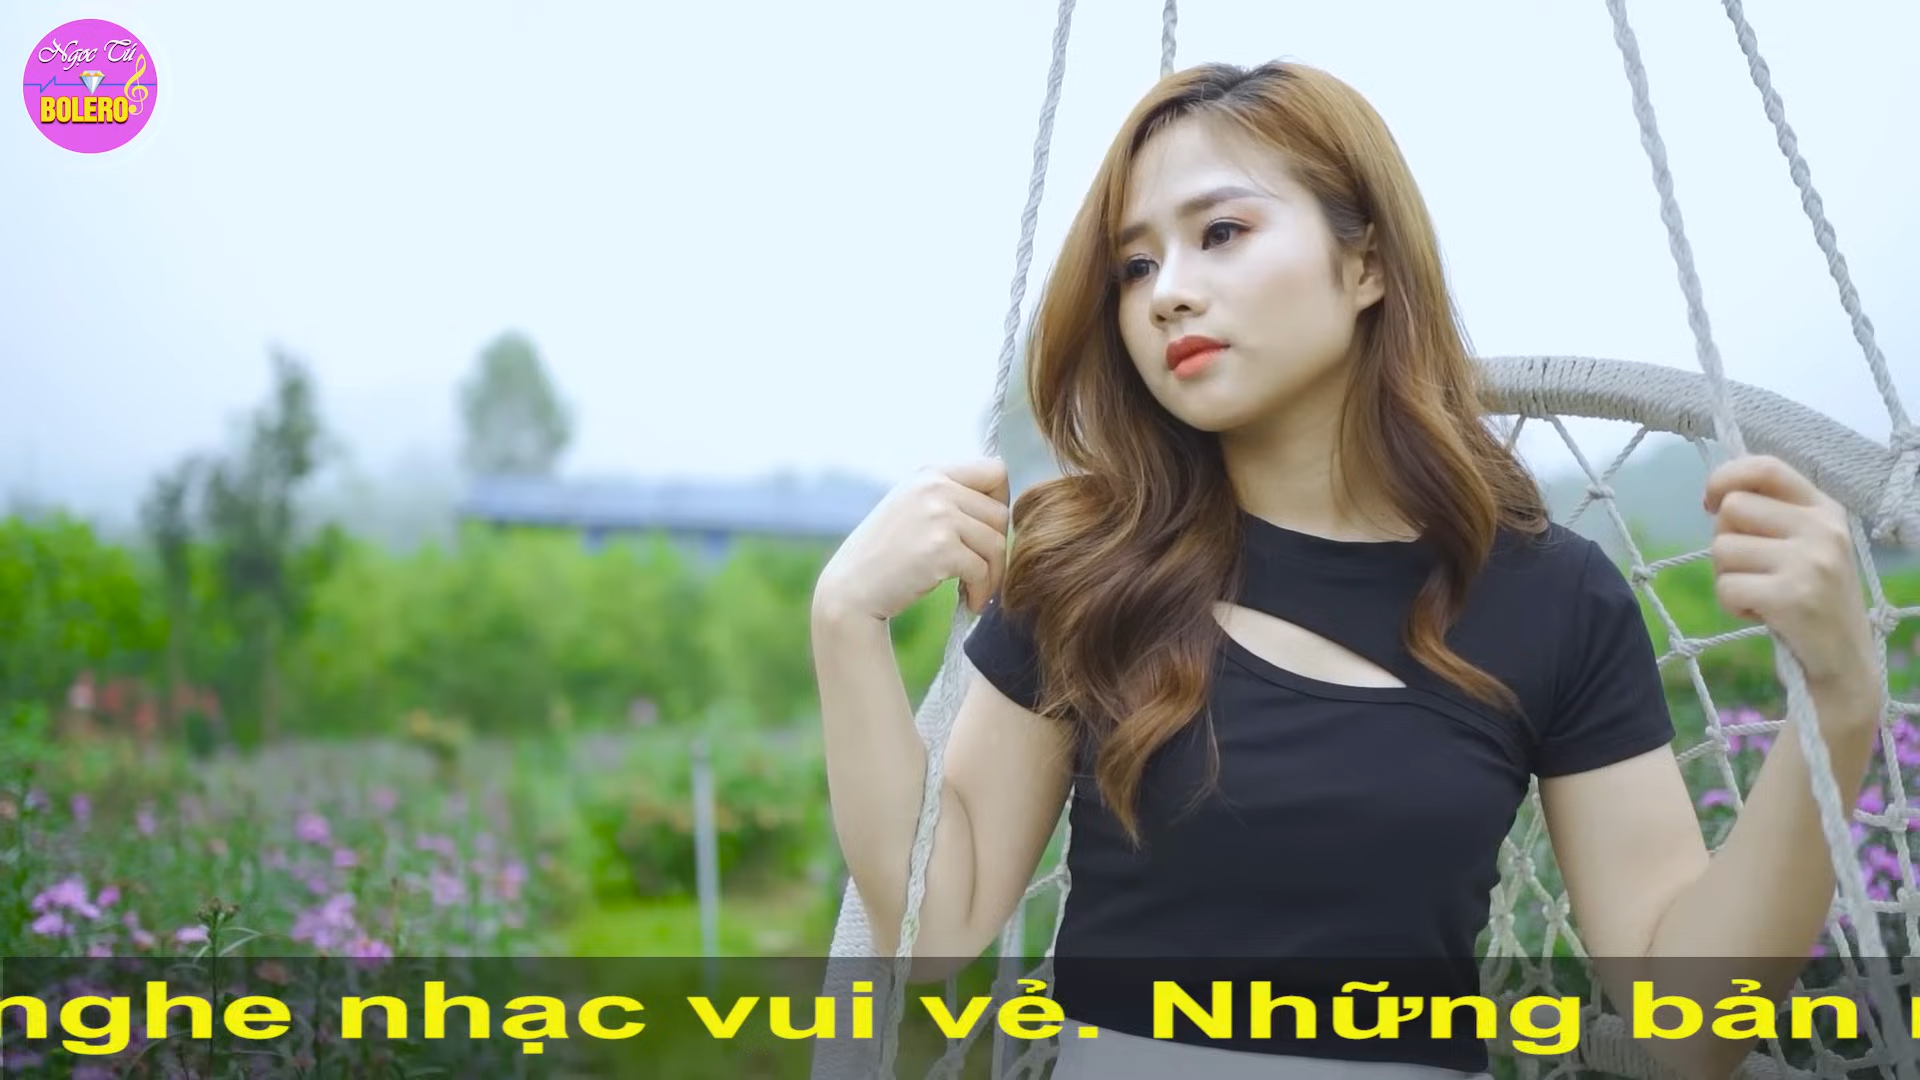 Ngọc Tú
BOLERO
nghe nhạc vui vẻ. Những bản